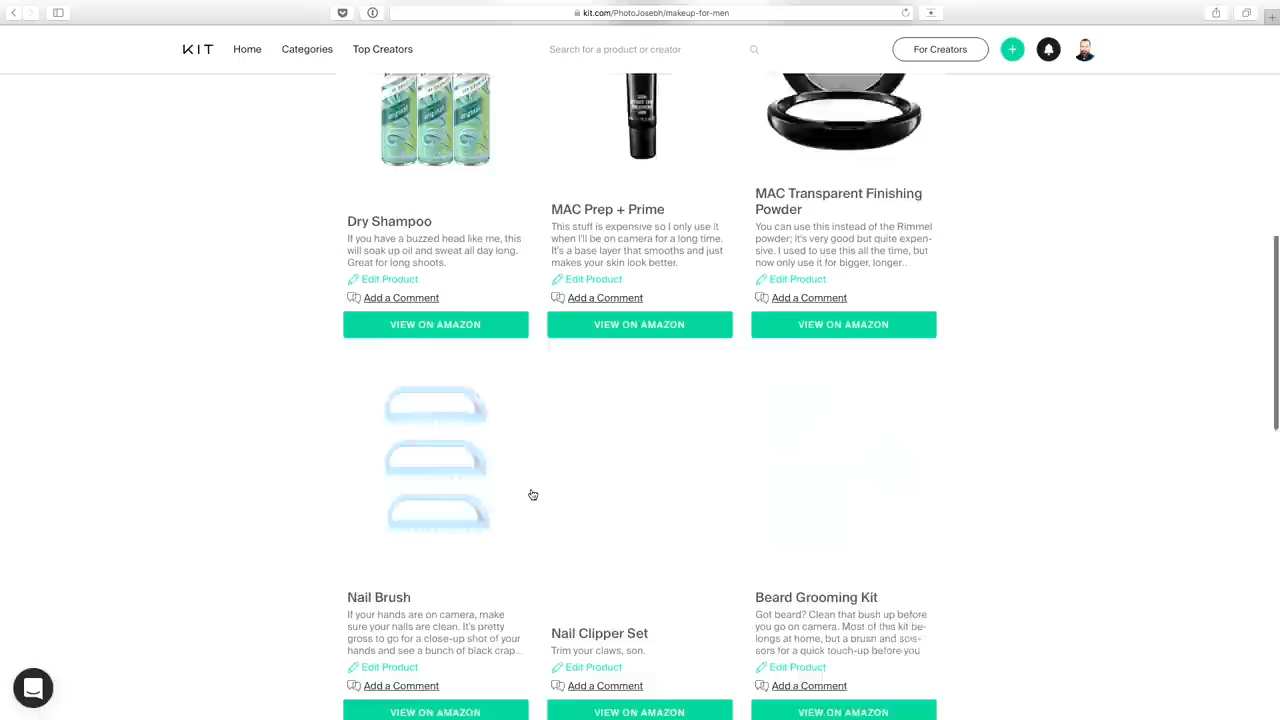 kit.com/PhotoJoseph/makeup-for-men
KIT
Home
Categories
Top Creators
Search for a product or creator
For Creators
Dry Shampoo
If you have a buzzed head like me, this
will soak up oil and sweat all day long.
Great for long shoots.
Edit Product
Add a Comment
VIEW ON AMAZON
MAC Prep + Prime
This stuff is expensive so I only use it
when I'll be on camera for a long time.
It's a base layer that smooths and just
makes your skin look better.
Edit Product
Add a Comment
VIEW ON AMAZON
MAC Transparent Finishing
Powder
You can use this instead of the Rimmel
powder; it's very good but quite expen-
sive. I used to use this all the time, but
now only use it for bigger, longer..
Edit Product
Add a Comment
VIEW ON AMAZON
Nail Brush
If your hands are on camera, make
sure your nails are clean. It's pretty
gross to go for a close-up shot of your
hands and see a bunch of black crap...
Edit Product
Add a Comment
VIEW ON AMAZON
Nail Clipper Set
Trim your claws, son.
Edit Product
Add a Comment
VIEW ON AMAZON
Beard Grooming Kit
Got beard? Clean that bush up before
you go on camera. Most of this kit be-
longs at home, but a brush and scis-
sors for a quick touch-up before you
Edit Product
Add a Comment
VIEW ON AMAZON